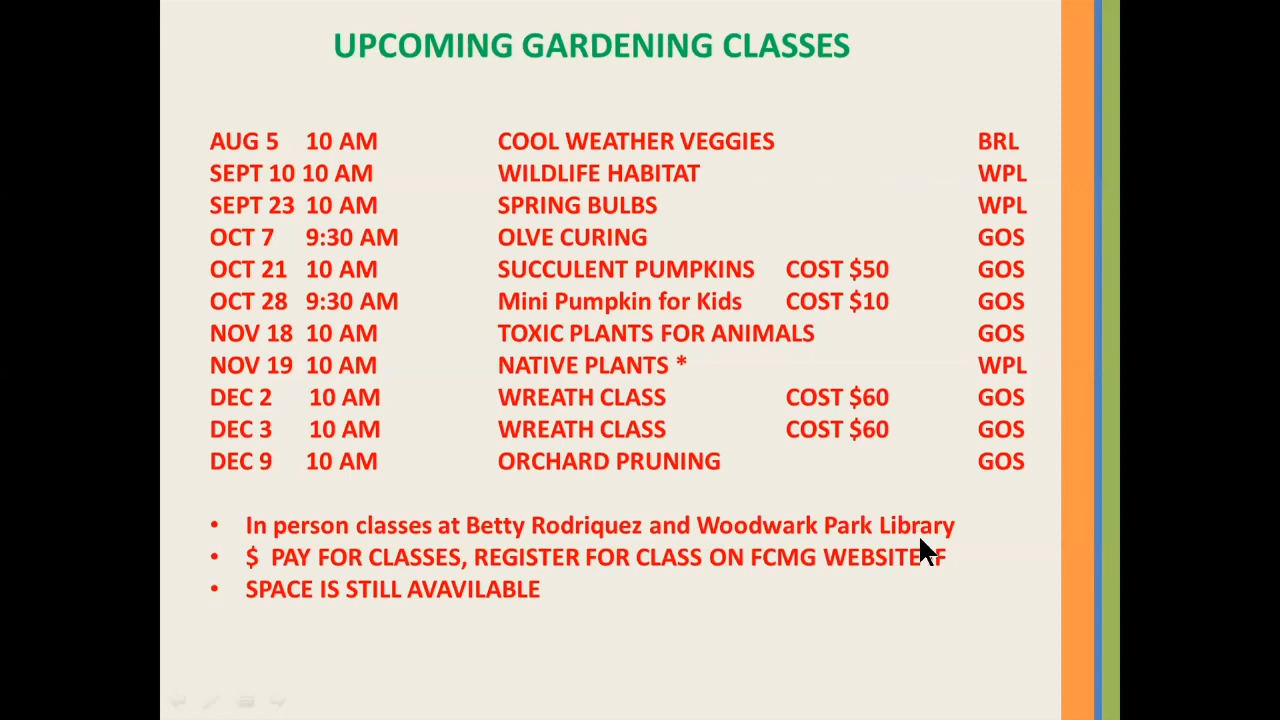 UPCOMING GARDENING CLASSES
AUG 5 10 AM COOL WEATHER VEGGIES BRL
SEPT 10 10 AM WILDLIFE HABITAT WPL
SEPT 23 10 AM SPRING BULBS WPL
OCT 7 9:30 AM OLVE CURING GOS
OCT 21 10 AM SUCCULENT PUMPKINS COST $50 GOS
OCT 28 9:30 AM Mini Pumpkin for Kids COST $10 GOS
NOV 18 10 AM TOXIC PLANTS FOR ANIMALS GOS
NOV 19 10 AM NATIVE PLANTS * WPL
DEC 2 10 AM WREATH CLASS COST $60 GOS
DEC 3 10 AM WREATH CLASS COST $60 GOS
DEC 9 10 AM ORCHARD PRUNING GOS
• In person classes at Betty Rodriquez and Woodwark Park Library
• $ PAY FOR CLASSES, REGISTER FOR CLASS ON FCMG WEBSITE IF
• SPACE IS STILL AVAVILABLE